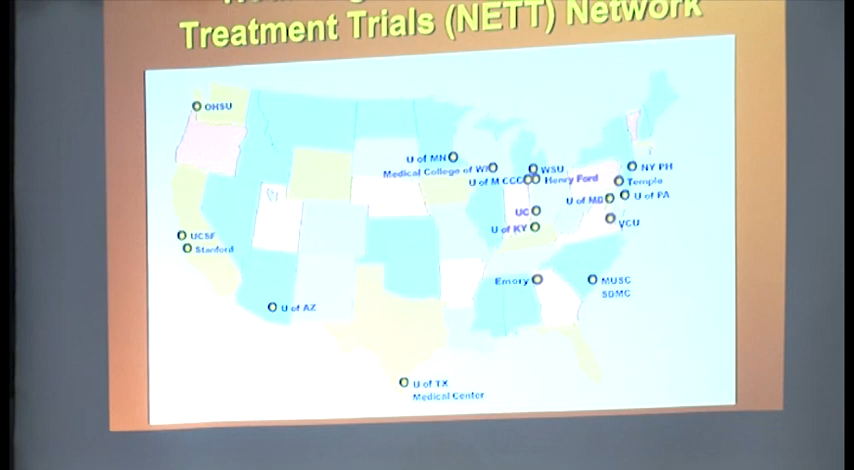 Treatment Trials (NETT) Network
OHSU
U of MN
Medical College of WI
WSU
NY PH
U of M CCC
Henry Ford
Temple
U of MD
U of PA
UC
VCU
U of KY
UCSF
Stanford
Emory
MUSC
SDMC
U of AZ
U of TX
Medical Center